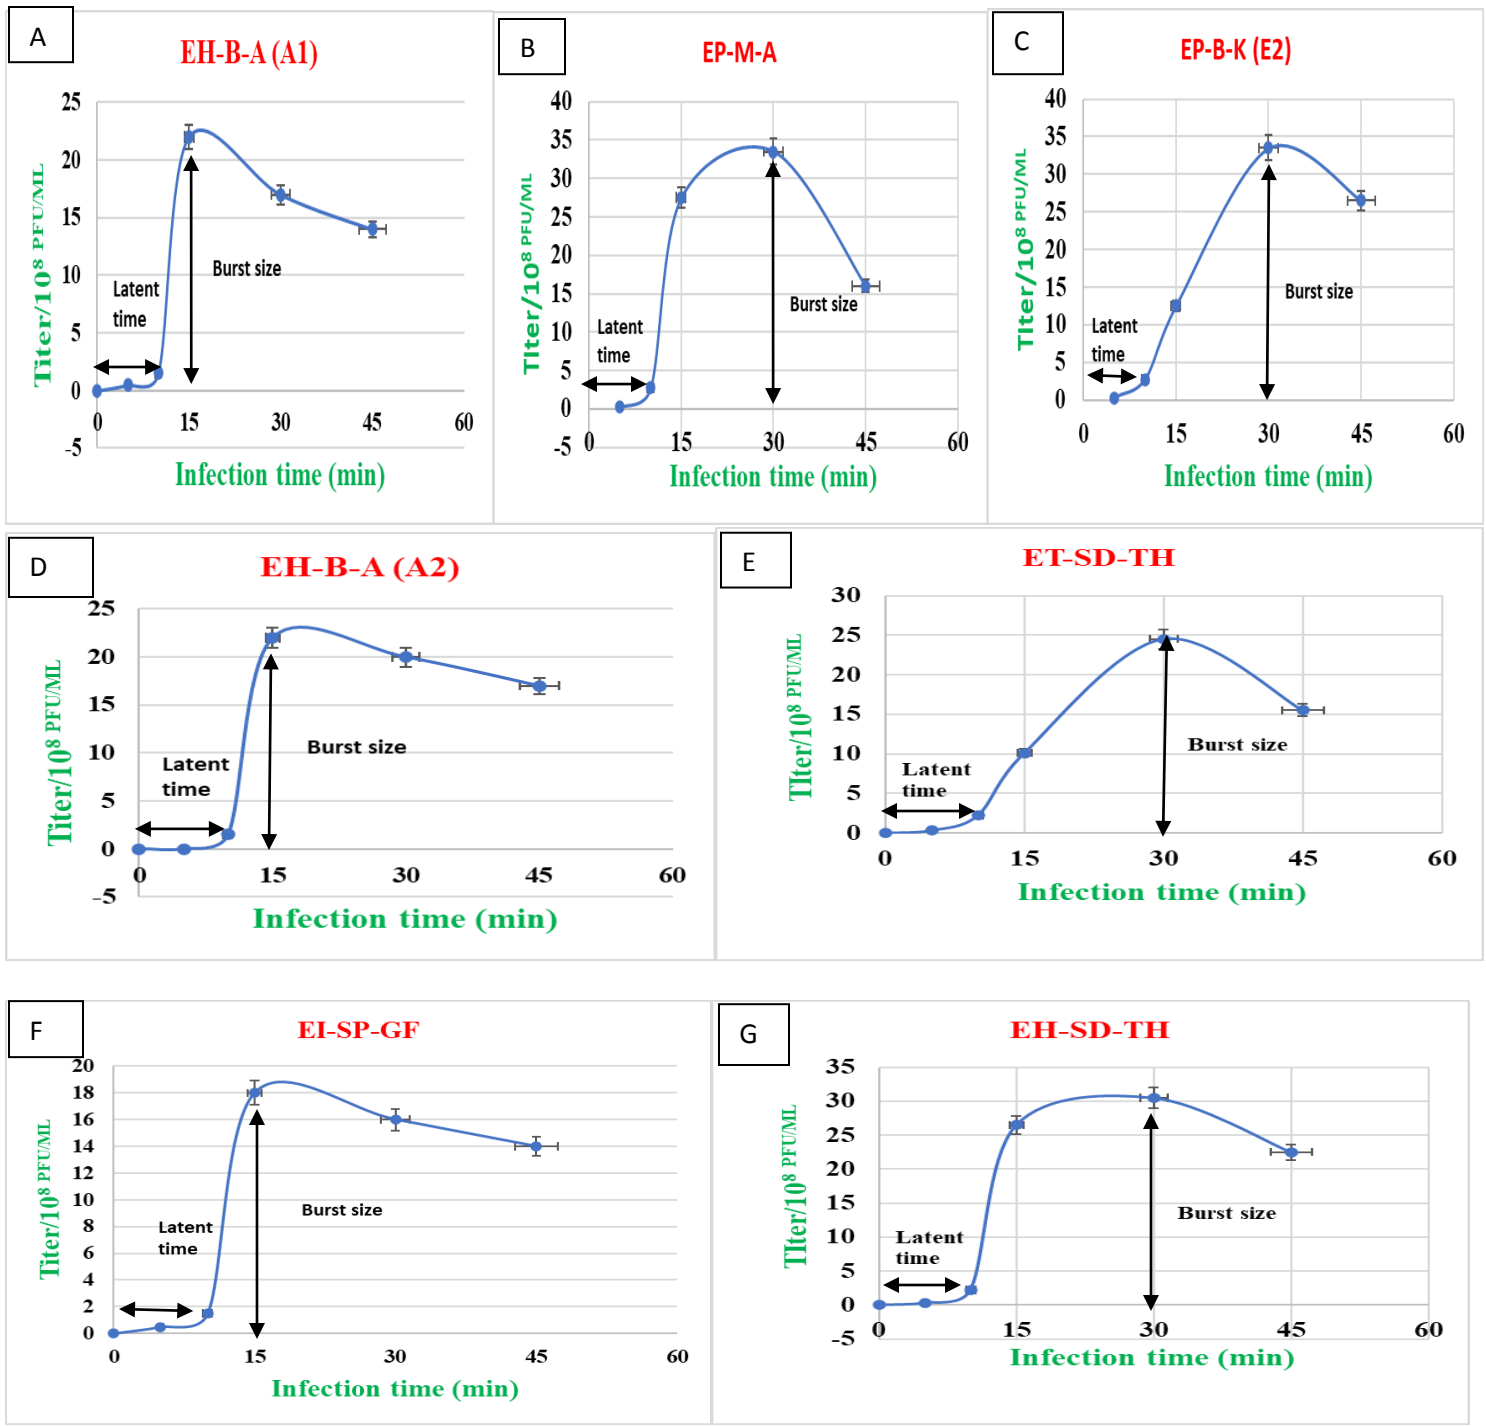 A
EH-B-A (A1)
25
20
15
10
5
0
-5
0 15 30 45 60
Titer/10⁸ PFU/ML
Latent
time
Burst size
Infection time (min)
B
EP-M-A
40
35
30
25
20
15
10
5
0
-5
0 15 30 45 60
TIter/10⁸ PFU/ML
Latent
time
Burst size
Infection time (min)
C
EP-B-K (E2)
40
35
30
25
20
15
10
5
0
0 15 30 45 60
TIter/10⁸ PFU/ML
Latent
time
Burst size
Infection time (min)
D
EH-B-A (A2)
25
20
15
10
5
0
-5
0 15 30 45 60
Titer/10⁸ PFU/ML
Latent
time
Burst size
Infection time (min)
E
ET-SD-TH
30
25
20
15
10
5
0
0 15 30 45 60
TIter/10⁸ PFU/ML
Latent
time
Burst size
Infection time (min)
F
EI-SP-GF
20
18
16
14
12
10
8
6
4
2
0
0 15 30 45 60
Titer/10⁸ PFU/ML
Latent
time
Burst size
Infection time (min)
G
EH-SD-TH
35
30
25
20
15
10
5
0
-5
0 15 30 45 60
TIter/10⁸ PFU/ML
Latent
time
Burst size
Infection time (min)